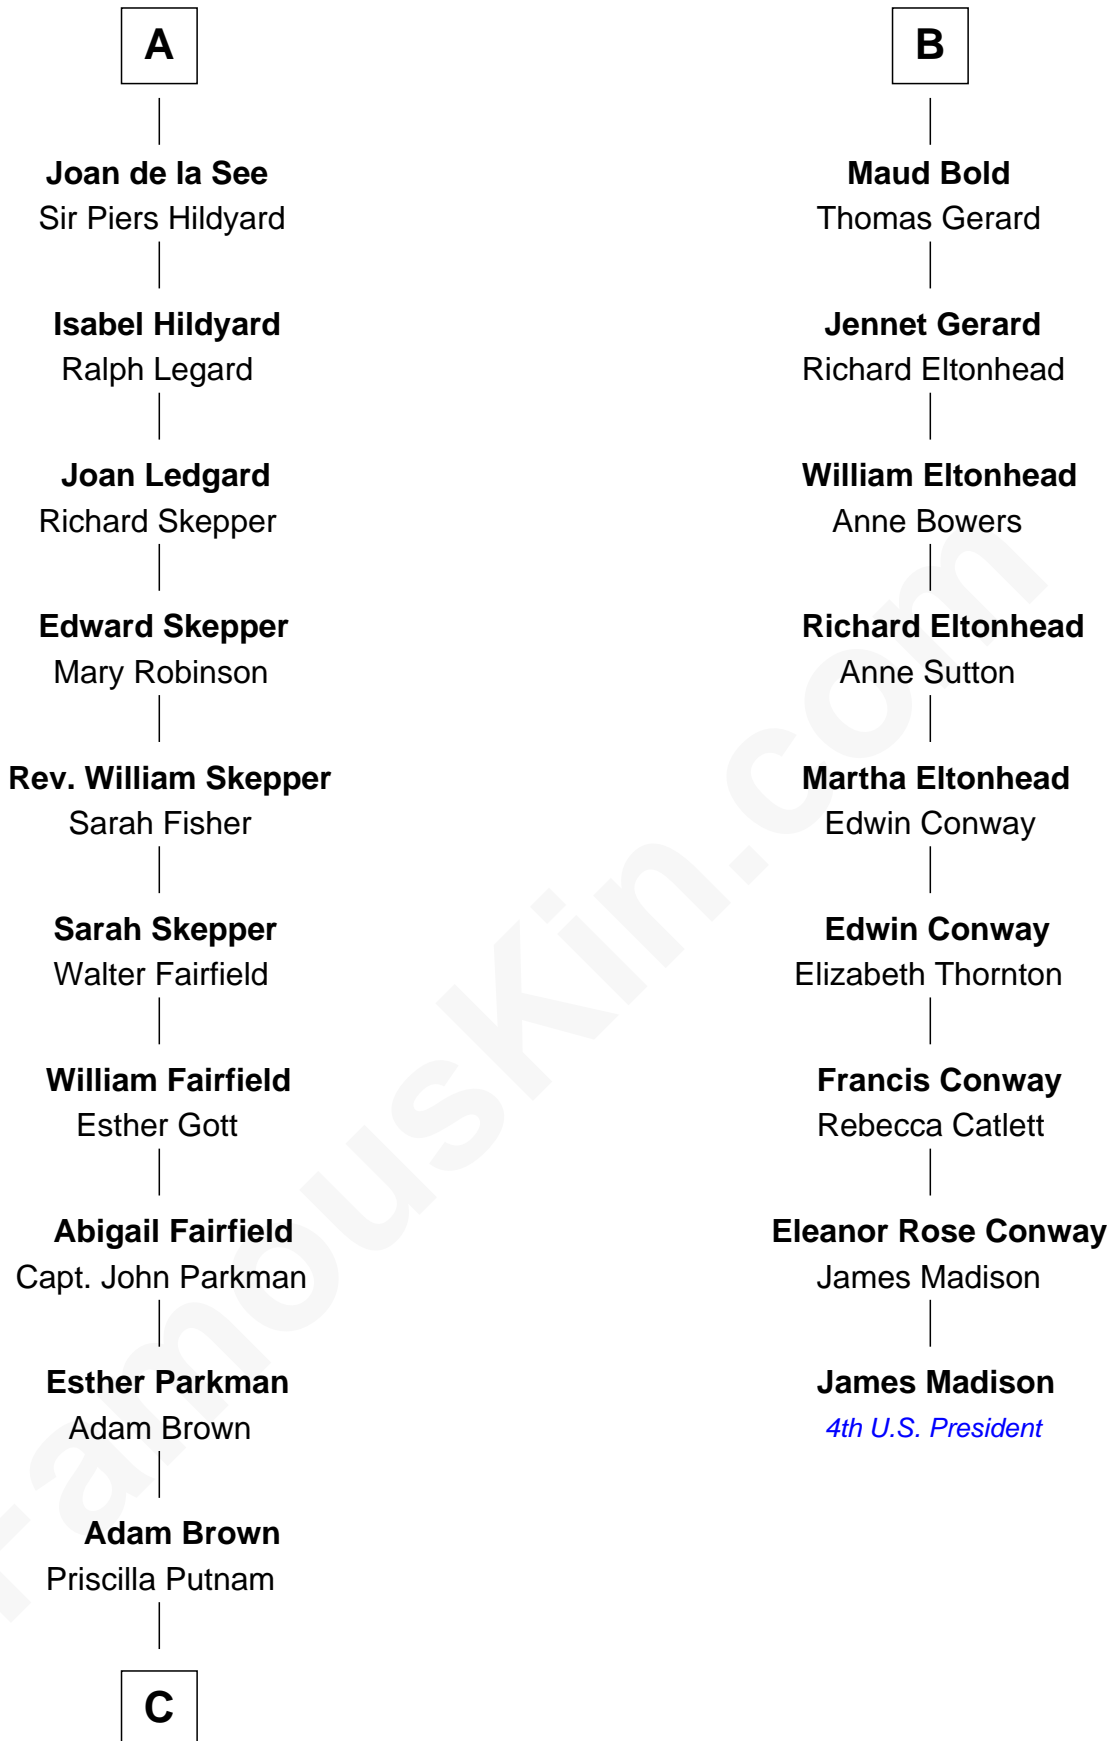 A
Joan de la See
Sir Piers Hildyard
Isabel Hildyard
Ralph Legard
Joan Ledgard
Richard Skepper
Edward Skepper
Mary Robinson
Rev. William Skepper
Sarah Fisher
Sarah Skepper
Walter Fairfield
William Fairfield
Esther Gott
Abigail Fairfield
Capt. John Parkman
Esther Parkman
Adam Brown
Adam Brown
Priscilla Putnam
C
B
Maud Bold
Thomas Gerard
Jennet Gerard
Richard Eltonhead
William Eltonhead
Anne Bowers
Richard Eltonhead
Anne Sutton
Martha Eltonhead
Edwin Conway
Edwin Conway
Elizabeth Thornton
Francis Conway
Rebecca Catlett
Eleanor Rose Conway
James Madison
James Madison
4th U.S. President
FamousKin.com